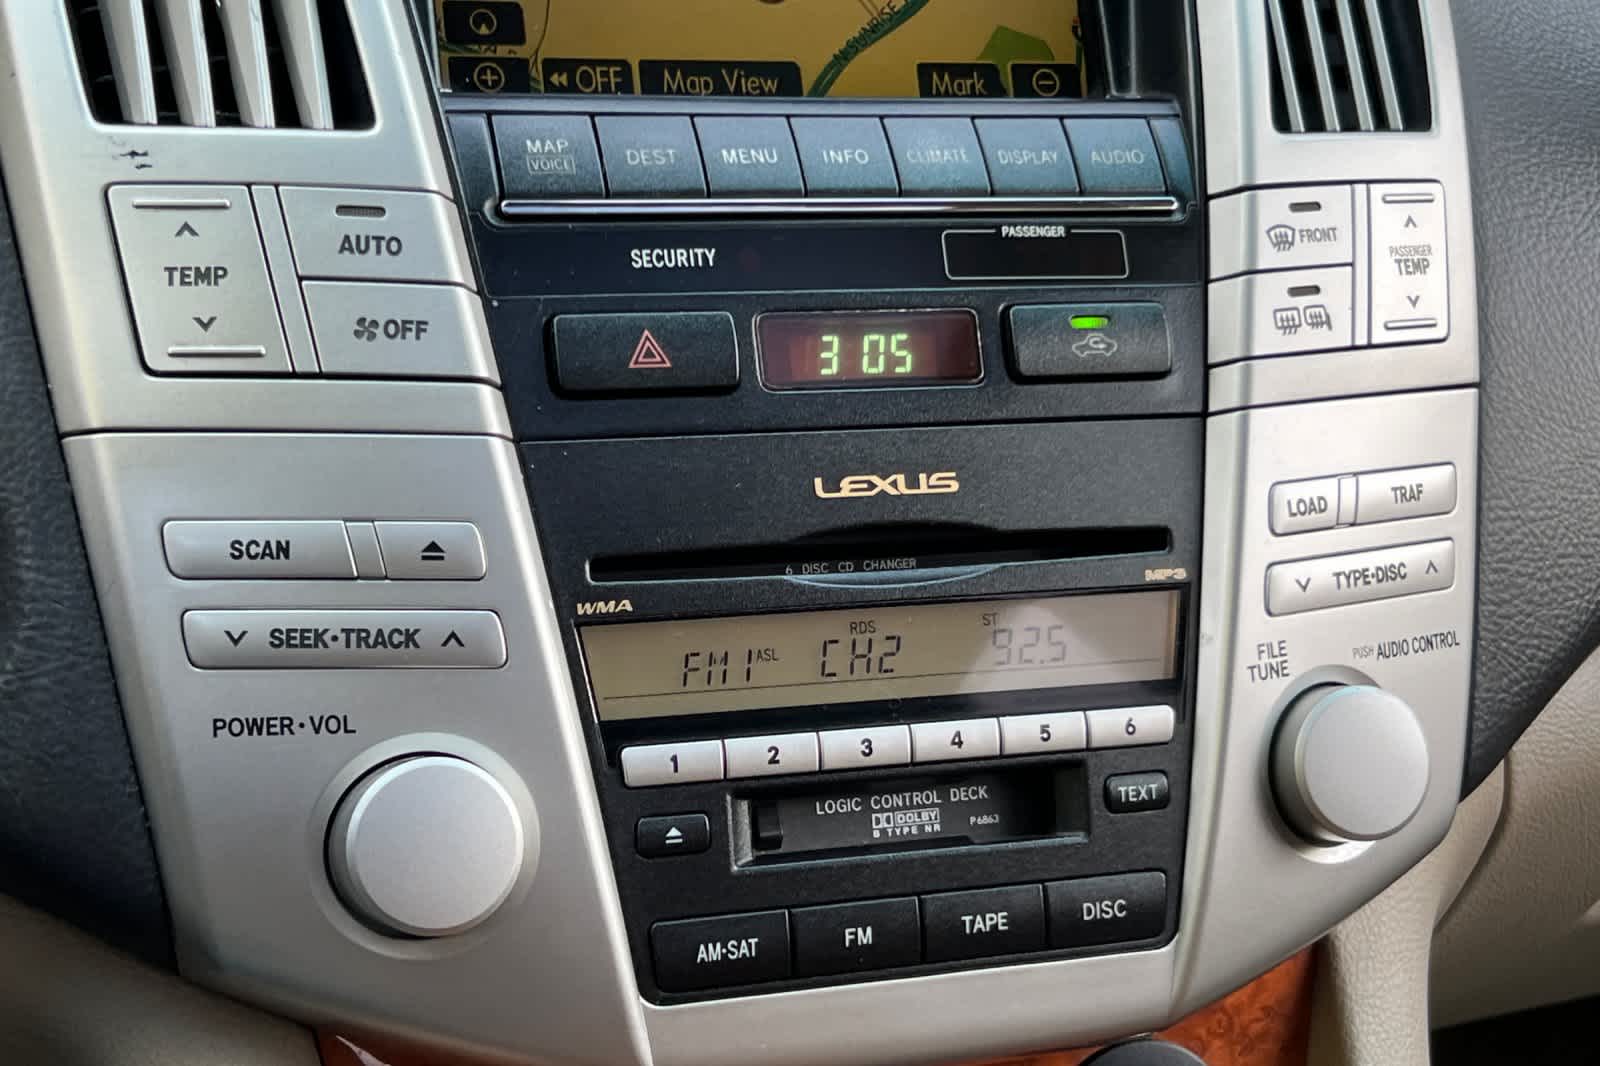 N SUNRISE
OFF
Map View
Mark
MAP
VOICE
DEST
MENU
INFO
CLIMATE
DISPLAY
AUDIO
TEMP
AUTO
OFF
SECURITY
PASSENGER
FRONT
PASSENGER
TEMP
3 05
LEXUS
SCAN
SEEK·TRACK
LOAD
TRAF
TYPE·DISC
6 DISC CD CHANGER
WMA
MP3
FM1 ASL
RDS
CH2
ST
92.5
FILE
TUNE
PUSH AUDIO CONTROL
POWER·VOL
1 2 3 4 5 6
LOGIC CONTROL DECK
DOLBY
B TYPE NR
P6863
TEXT
AM·SAT
FM
TAPE
DISC